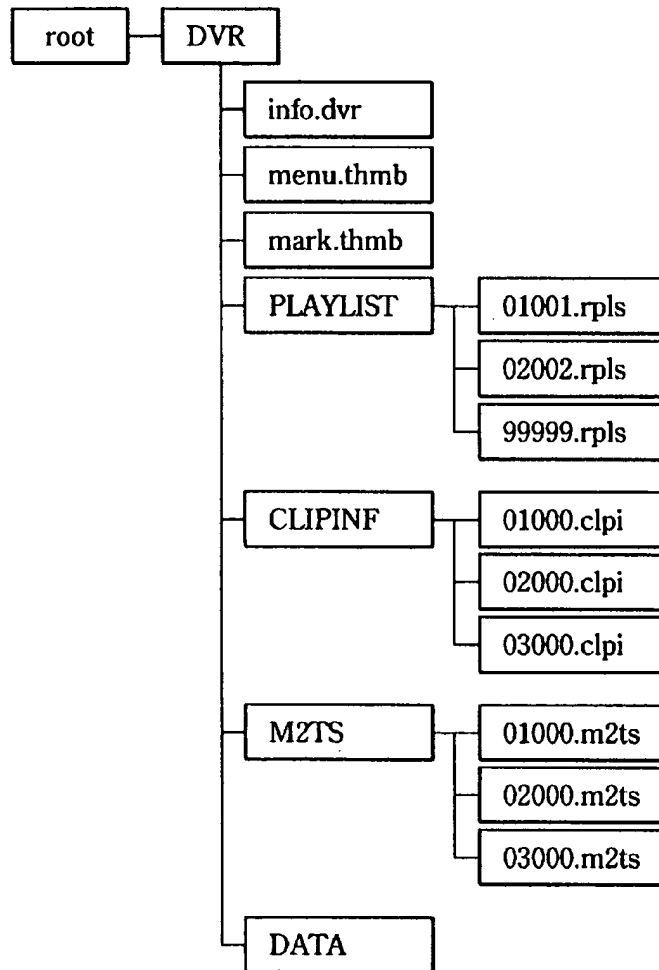 root
DVR
info.dvr
menu.thmb
mark.thmb
PLAYLIST
01001.rpls
02002.rpls
99999.rpls
CLIPINF
01000.clpi
02000.clpi
03000.clpi
M2TS
01000.m2ts
02000.m2ts
03000.m2ts
DATA